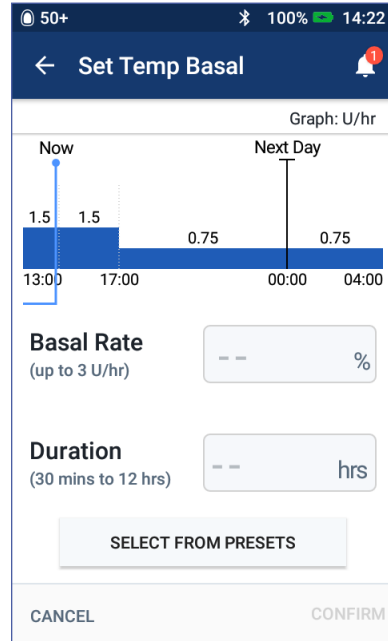 50+ 100% 14:22
Set Temp Basal 1
Graph: U/hr
Now Next Day
1.5 1.5 0.75 0.75
13:00 17:00 00:00 04:00
Basal Rate
(up to 3 U/hr)
-- %
Duration
(30 mins to 12 hrs)
-- hrs
SELECT FROM PRESETS
CANCEL CONFIRM